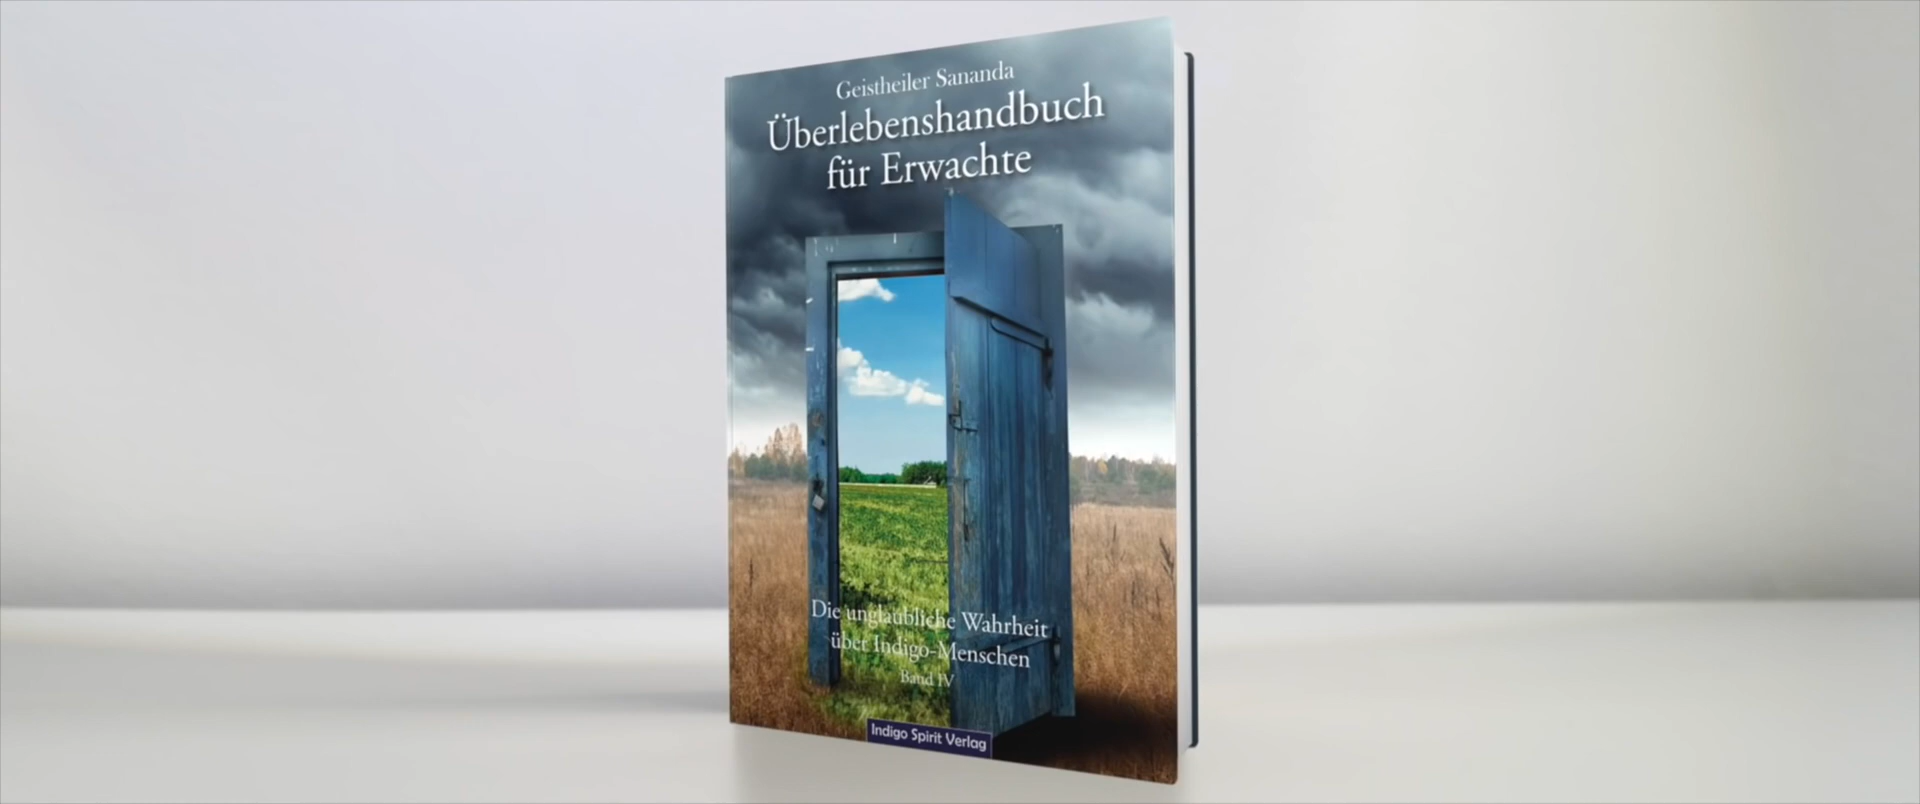 Geistheiler Sananda
Überlebenshandbuch
für Erwachte
Die unglaubliche Wahrheit
über Indigo-Menschen
Band IV
Indigo Spirit Verlag